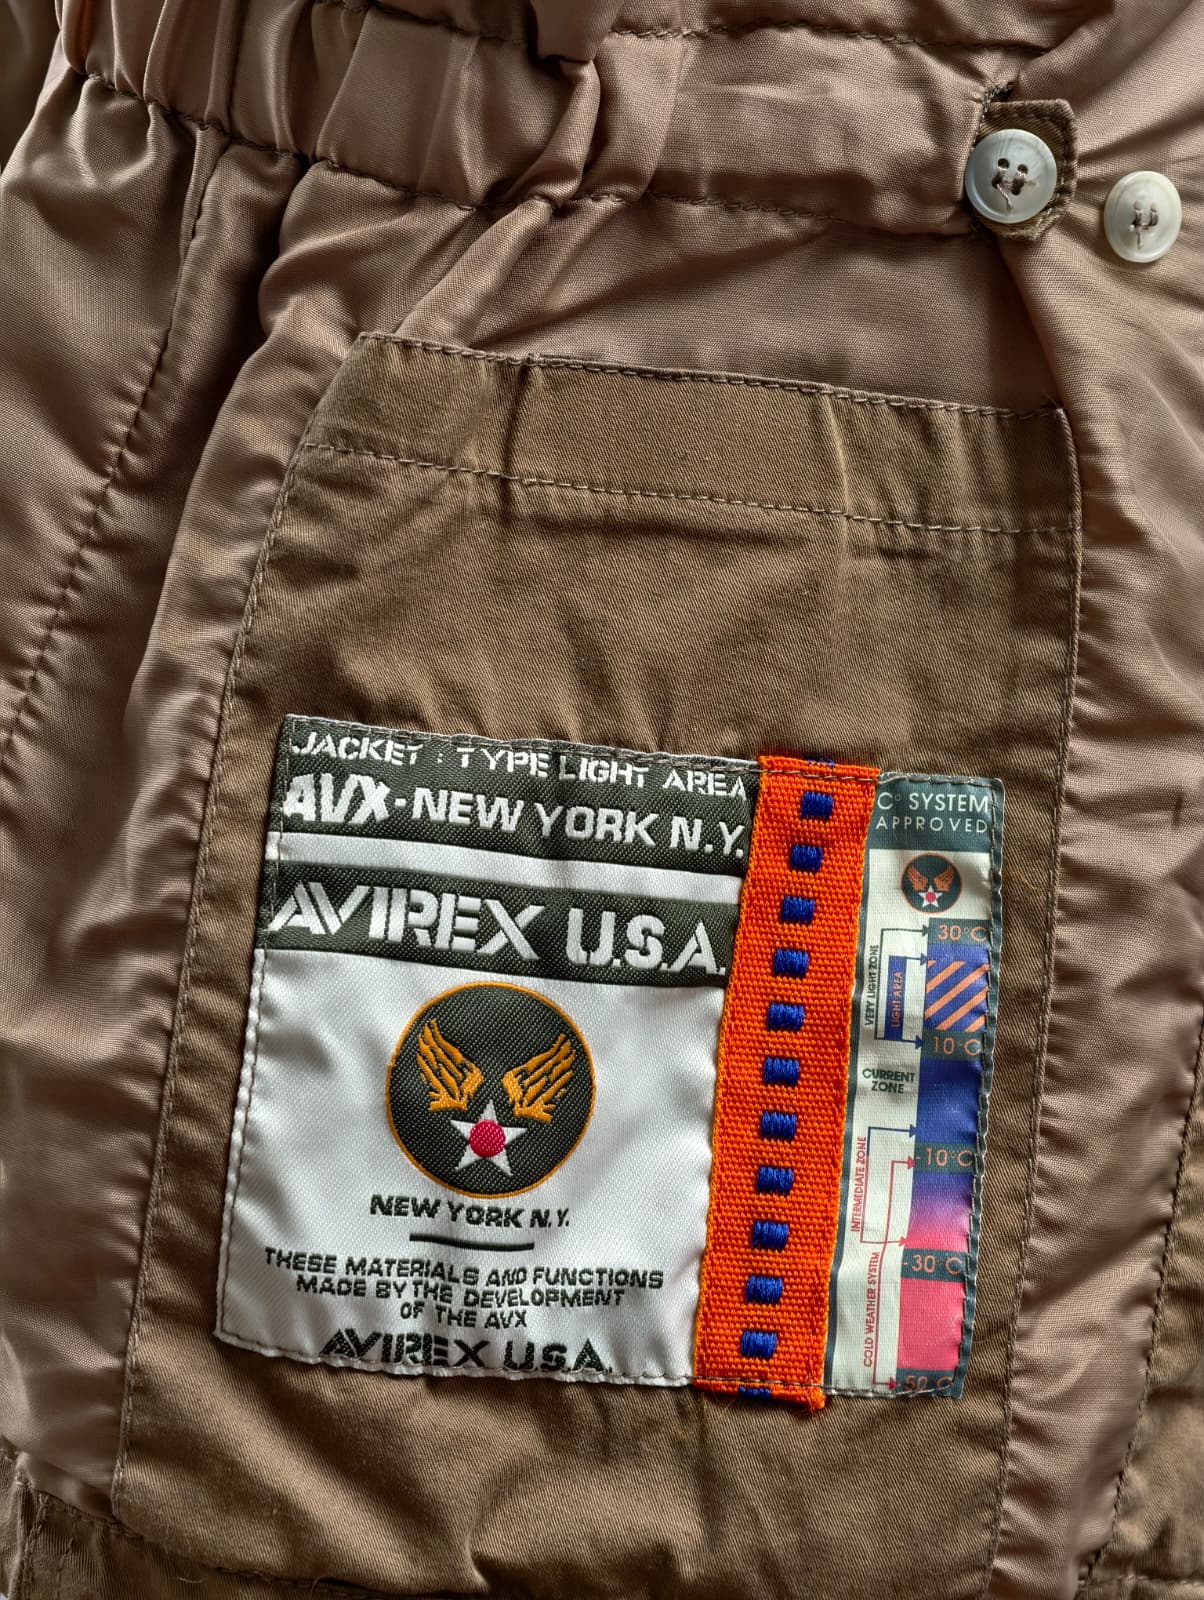 JACKET : TYPE LIGHT AREA
AVX-NEW YORK N.Y.
AVIREX U.S.A.
NEW YORK N.Y.
THESE MATERIALS AND FUNCTIONS
MADE BY THE DEVELOPMENT
OF THE AVX
AVIREX U.S.A.
C° SYSTEM
APPROVED
30°C
VERY LIGHT ZONE
LIGHT AREA
10°C
CURRENT
ZONE
-10°C
INTERMEDIATE ZONE
-30°C
COLD WEATHER SYSTEM
-50°C